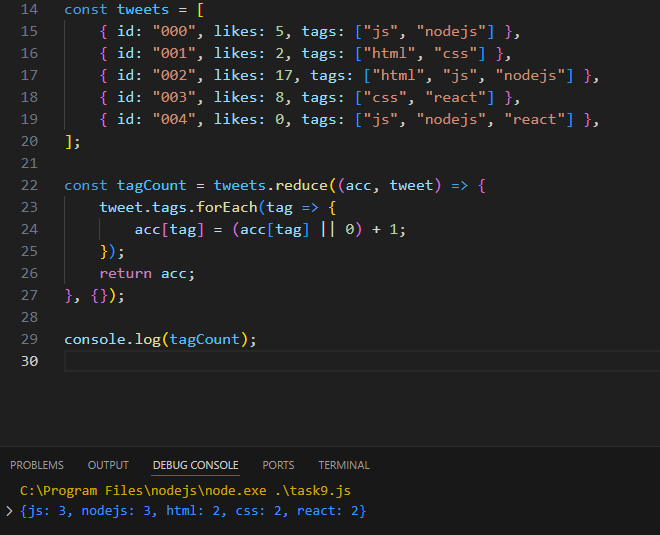 14 const tweets = [
15     { id: "000", likes: 5, tags: ["js", "nodejs"] },
16     { id: "001", likes: 2, tags: ["html", "css"] },
17     { id: "002", likes: 17, tags: ["html", "js", "nodejs"] },
18     { id: "003", likes: 8, tags: ["css", "react"] },
19     { id: "004", likes: 0, tags: ["js", "nodejs", "react"] },
20 ];
21
22 const tagCount = tweets.reduce((acc, tweet) => {
23     tweet.tags.forEach(tag => {
24         acc[tag] = (acc[tag] || 0) + 1;
25     });
26     return acc;
27 }, {});
28
29 console.log(tagCount);
30
PROBLEMS OUTPUT DEBUG CONSOLE PORTS TERMINAL
C:\Program Files\nodejs\node.exe .\task9.js
> {js: 3, nodejs: 3, html: 2, css: 2, react: 2}